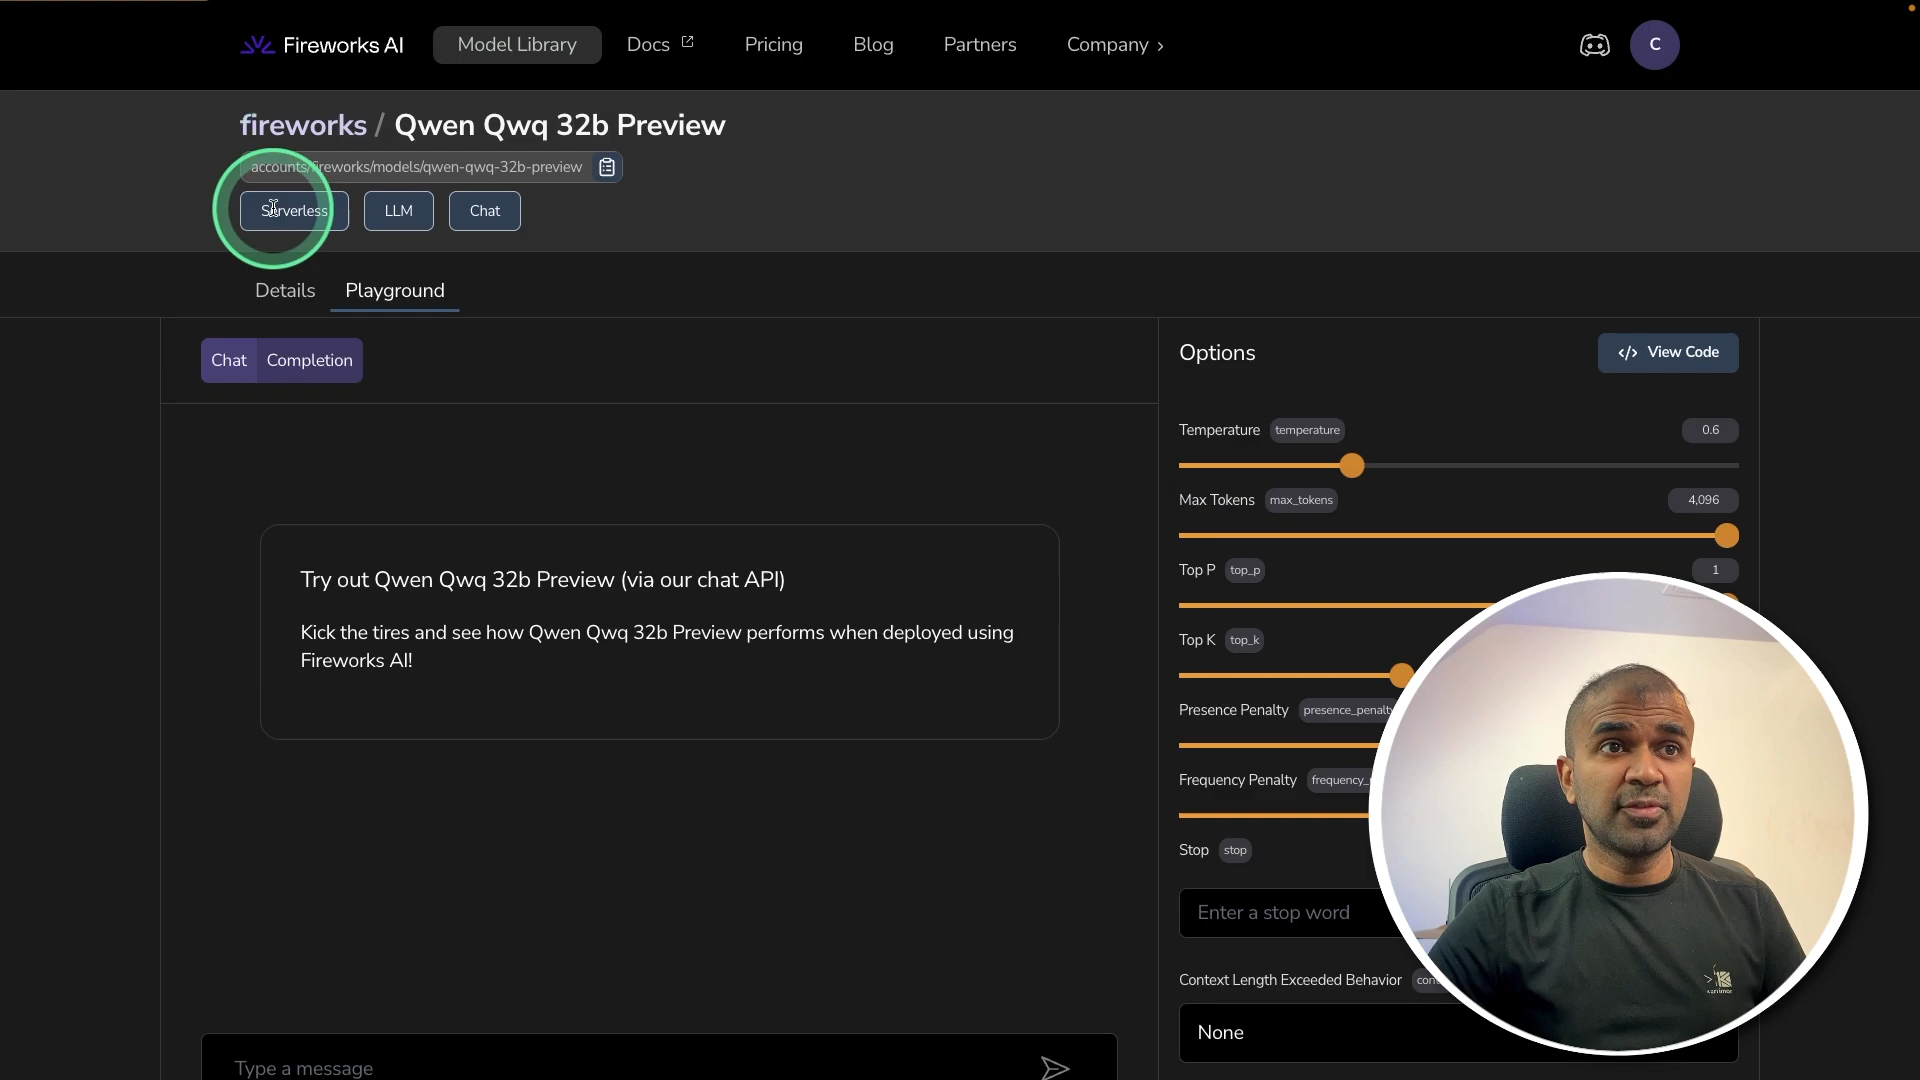 Fireworks AI
Model Library
Docs
Pricing
Blog
Partners
Company
C
fireworks / Qwen Qwq 32b Preview
accounts/fireworks/models/qwen-qwq-32b-preview
Serverless
LLM
Chat
Details
Playground
Chat
Completion
Options
</> View Code
Temperature temperature 0.6
Max Tokens max_tokens 4,096
Top P top_p 1
Top K top_k
Presence Penalty presence_penalty
Frequency Penalty frequency_
Stop stop
Enter a stop word
Context Length Exceeded Behavior
None
Try out Qwen Qwq 32b Preview (via our chat API)
Kick the tires and see how Qwen Qwq 32b Preview performs when deployed using
Fireworks AI!
Type a message